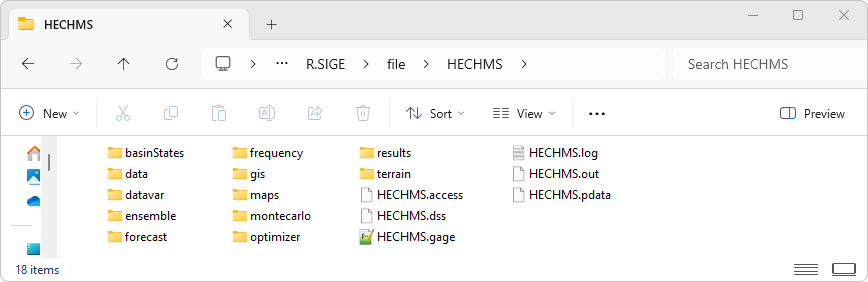 HECHMS
R.SIGE file HECHMS Search HECHMS
New Sort View Preview
basinStates frequency results HECHMS.log
data gis terrain HECHMS.out
datavar maps HECHMS.access HECHMS.pdata
ensemble montecarlo HECHMS.dss
forecast optimizer HECHMS.gage
18 items